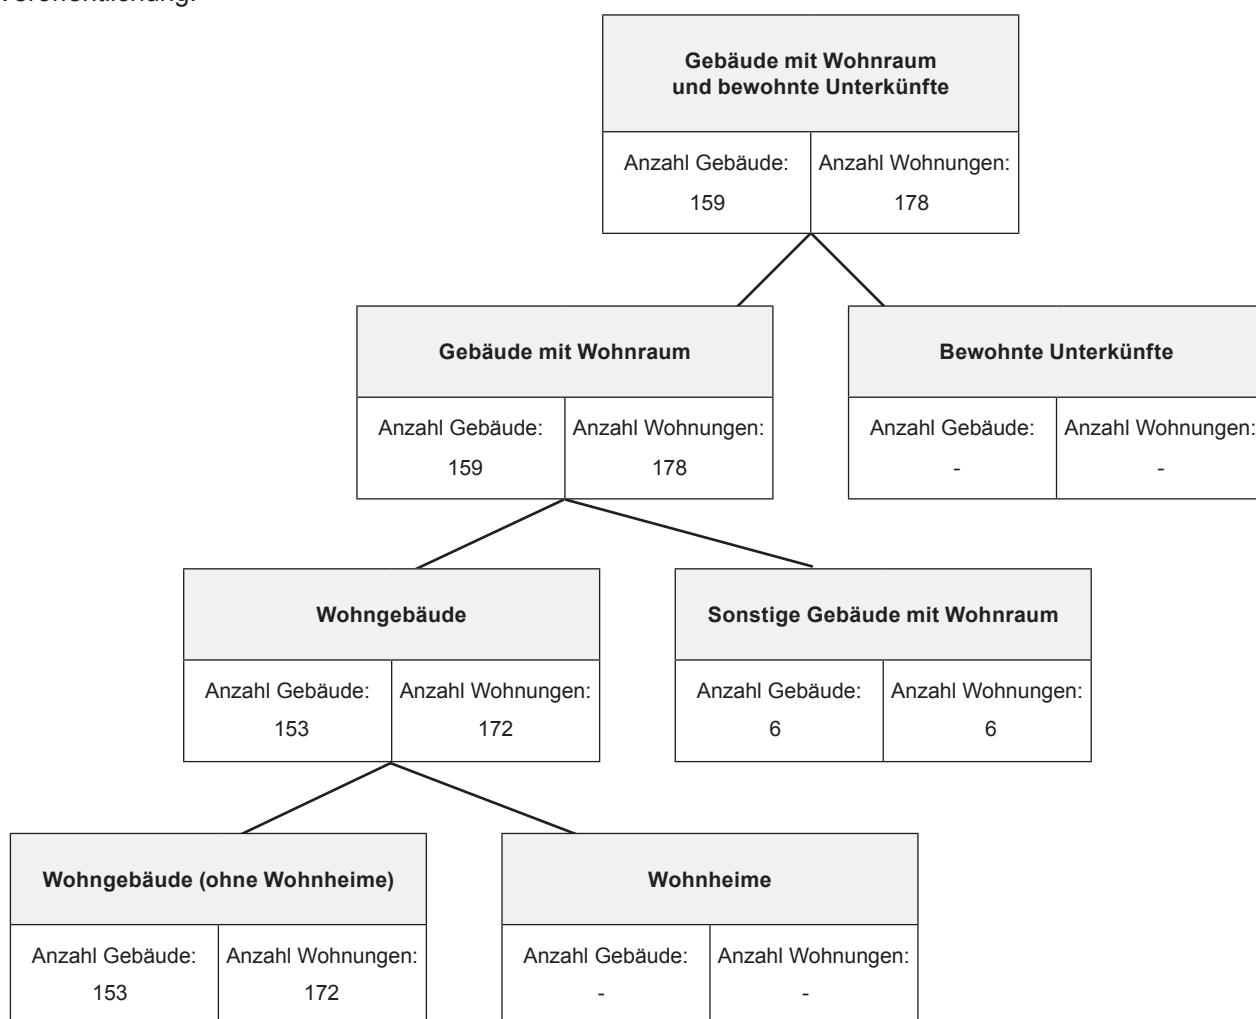 Veröffentlichung.
Gebäude mit Wohnraum
und bewohnte Unterkünfte
Anzahl Gebäude:
159
Anzahl Wohnungen:
178
Gebäude mit Wohnraum
Anzahl Gebäude:
159
Anzahl Wohnungen:
178
Bewohnte Unterkünfte
Anzahl Gebäude:
-
Anzahl Wohnungen:
-
Wohngebäude
Anzahl Gebäude:
153
Anzahl Wohnungen:
172
Sonstige Gebäude mit Wohnraum
Anzahl Gebäude:
6
Anzahl Wohnungen:
6
Wohngebäude (ohne Wohnheime)
Anzahl Gebäude:
153
Anzahl Wohnungen:
172
Wohnheime
Anzahl Gebäude:
-
Anzahl Wohnungen:
-